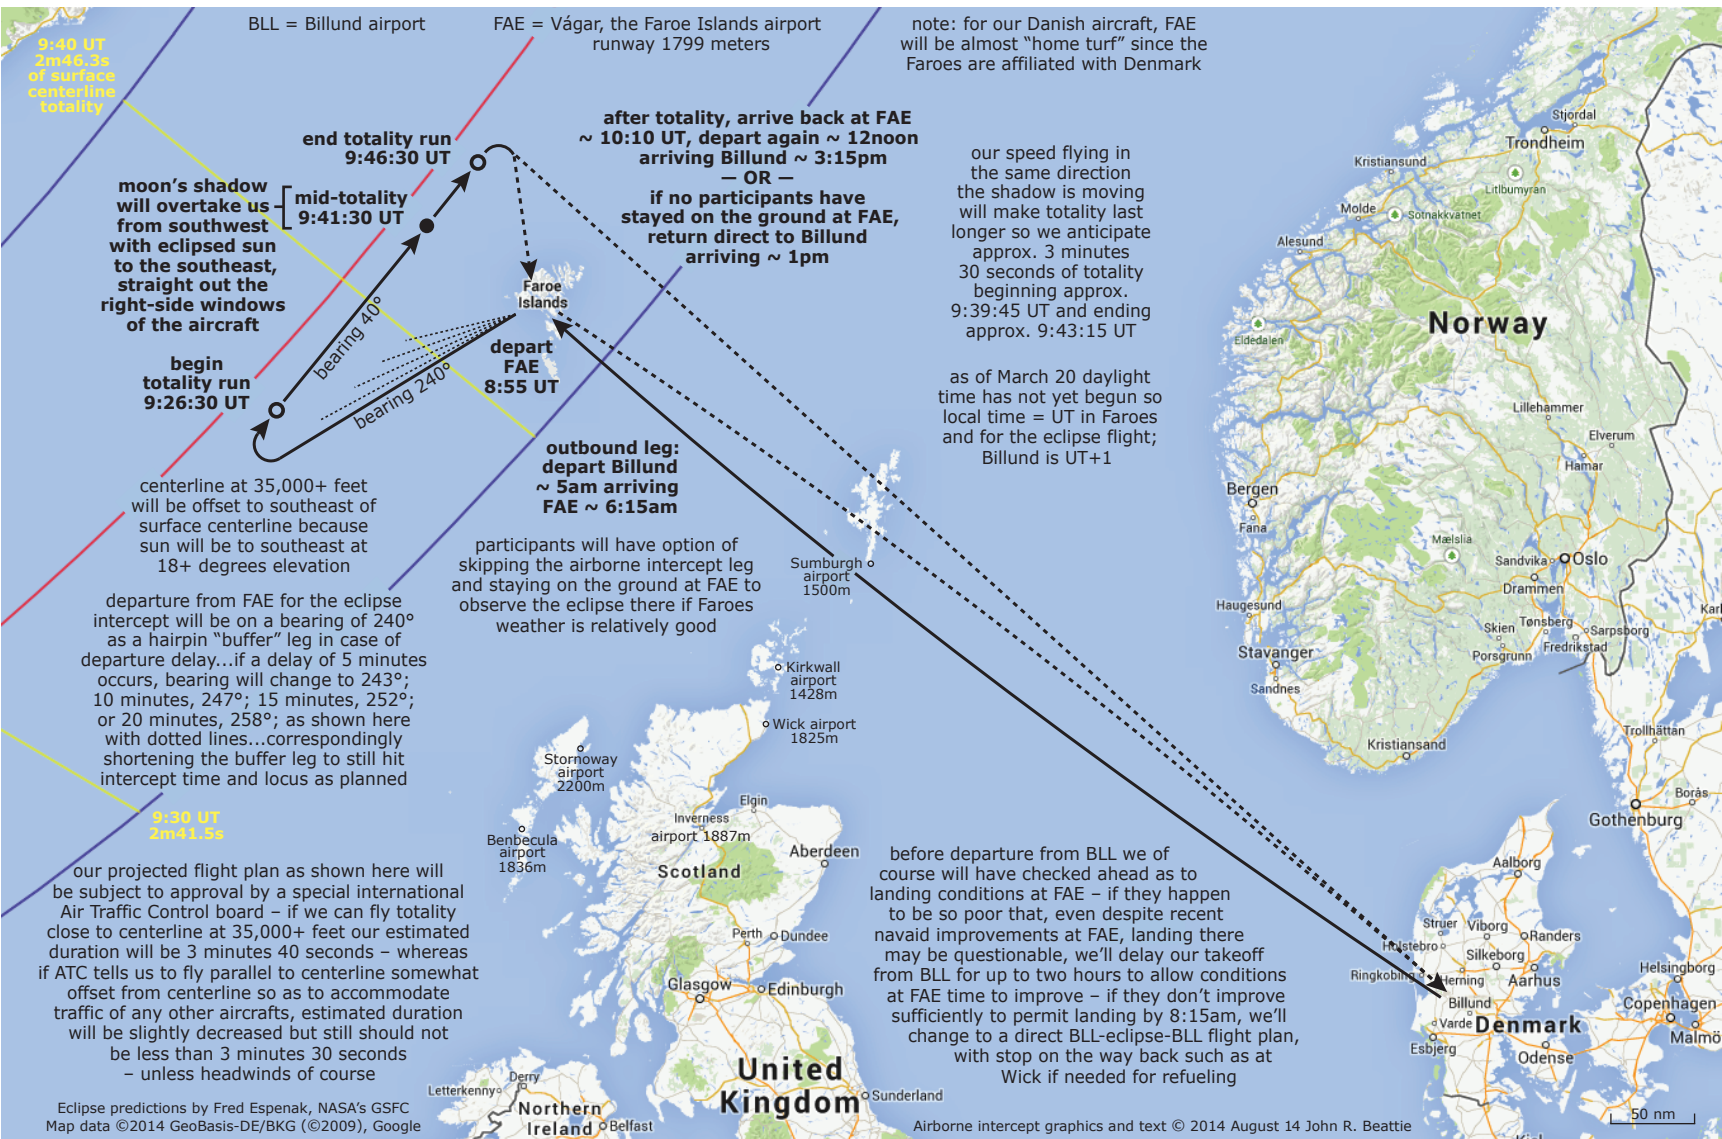 BLL = Billund airport
FAE = Vágar, the Faroe Islands airport
runway 1799 meters
note: for our Danish aircraft, FAE
will be almost “home turf” since the
Faroes are affiliated with Denmark
9:40 UT
2m46.3s
of surface
centerline
totality
end totality run
9:46:30 UT
after totality, arrive back at FAE
~ 10:10 UT, depart again ~ 12noon
arriving Billund ~ 3:15pm
— OR —
if no participants have
stayed on the ground at FAE,
return direct to Billund
arriving ~ 1pm
moon’s shadow
will overtake us
from southwest
with eclipsed sun
to the southeast,
straight out the
right-side windows
of the aircraft
mid-totality
9:41:30 UT
our speed flying in
the same direction
the shadow is moving
will make totality last
longer so we anticipate
approx. 3 minutes
30 seconds of totality
beginning approx.
9:39:45 UT and ending
approx. 9:43:15 UT
as of March 20 daylight
time has not yet begun so
local time = UT in Faroes
and for the eclipse flight;
Billund is UT+1
begin
totality run
9:26:30 UT
bearing 40°
bearing 240°
Faroe
Islands
depart
FAE
8:55 UT
outbound leg:
depart Billund
~ 5am arriving
FAE ~ 6:15am
centerline at 35,000+ feet
will be offset to southeast of
surface centerline because
sun will be to southeast at
18+ degrees elevation
participants will have option of
skipping the airborne intercept leg
and staying on the ground at FAE to
observe the eclipse there if Faroes
weather is relatively good
departure from FAE for the eclipse
intercept will be on a bearing of 240°
as a hairpin “buffer” leg in case of
departure delay...if a delay of 5 minutes
occurs, bearing will change to 243°;
10 minutes, 247°; 15 minutes, 252°;
or 20 minutes, 258°; as shown here
with dotted lines...correspondingly
shortening the buffer leg to still hit
intercept time and locus as planned
9:30 UT
2m41.5s
our projected flight plan as shown here will
be subject to approval by a special international
Air Traffic Control board – if we can fly totality
close to centerline at 35,000+ feet our estimated
duration will be 3 minutes 40 seconds – whereas
if ATC tells us to fly parallel to centerline somewhat
offset from centerline so as to accommodate
traffic of any other aircrafts, estimated duration
will be slightly decreased but still should not
be less than 3 minutes 30 seconds
– unless headwinds of course
Eclipse predictions by Fred Espenak, NASA’s GSFC
Map data ©2014 GeoBasis-DE/BKG (©2009), Google
Sumburgh
airport
1500m
Kirkwall
airport
1428m
Wick airport
1825m
Stornoway
airport
2200m
Benbecula
airport
1836m
Elgin
Inverness
airport 1887m
Aberdeen
Scotland
Perth
Dundee
Glasgow
Edinburgh
United
Kingdom
Sunderland
Letterkenny
Derry
Northern
Ireland
Belfast
before departure from BLL we of
course will have checked ahead as to
landing conditions at FAE – if they happen
to be so poor that, even despite recent
navaid improvements at FAE, landing there
may be questionable, we’ll delay our takeoff
from BLL for up to two hours to allow conditions
at FAE time to improve – if they don’t improve
sufficiently to permit landing by 8:15am, we’ll
change to a direct BLL-eclipse-BLL flight plan,
with stop on the way back such as at
Wick if needed for refueling
Airborne intercept graphics and text © 2014 August 14 John R. Beattie
Stjordal
Trondheim
Kristiansund
Litlbumyran
Molde
Sotnakkvatnet
Alesund
Eldedalen
Norway
Lillehammer
Elverum
Hamar
Bergen
Fana
Mælslia
Sandvika
Oslo
Drammen
Haugesund
Skien
Tønsberg
Sarpsborg
Fredrikstad
Porsgrunn
Stavanger
Sandnes
Kristiansand
Trollhättan
Borås
Gothenburg
Aalborg
Struer
Viborg
Holstebro
Randers
Silkeborg
Ringkobing
Herning
Aarhus
Helsingborg
Billund
Copenhagen
Varde
Denmark
Malmö
Esbjerg
Odense
50 nm